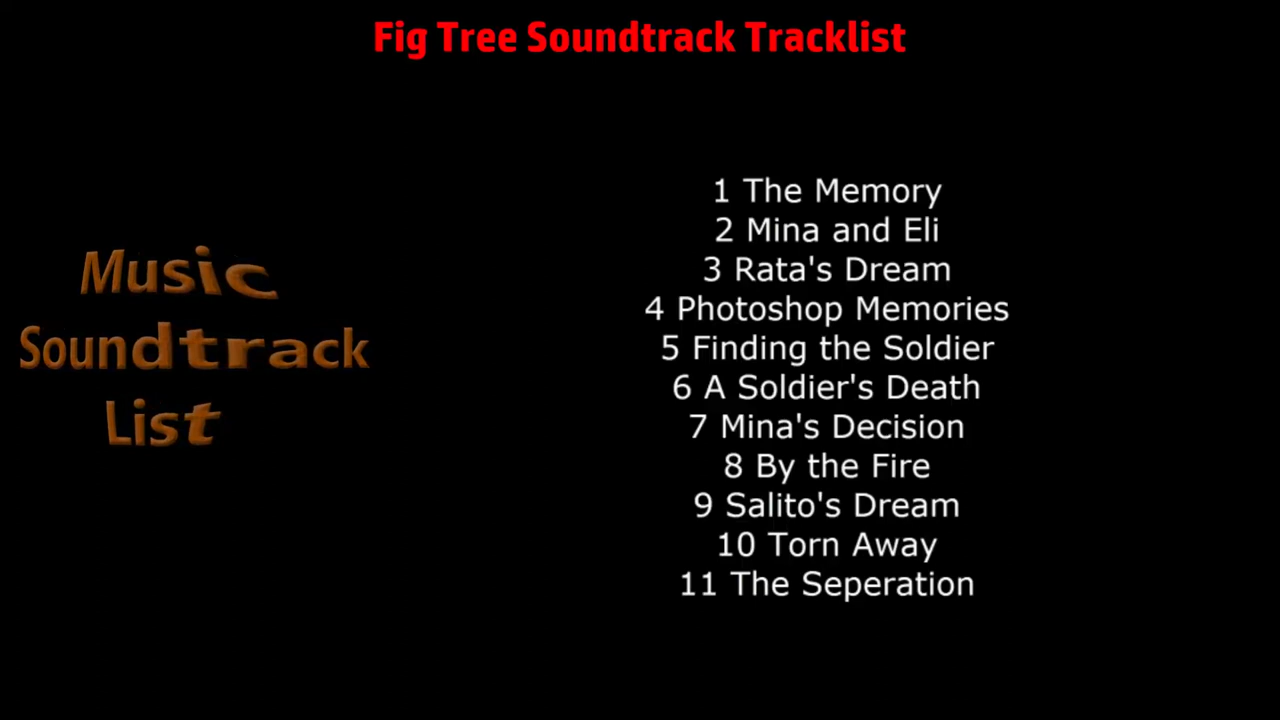 Fig Tree Soundtrack Tracklist
Music
Soundtrack
List
1 The Memory
2 Mina and Eli
3 Rata's Dream
4 Photoshop Memories
5 Finding the Soldier
6 A Soldier's Death
7 Mina's Decision
8 By the Fire
9 Salito's Dream
10 Torn Away
11 The Seperation